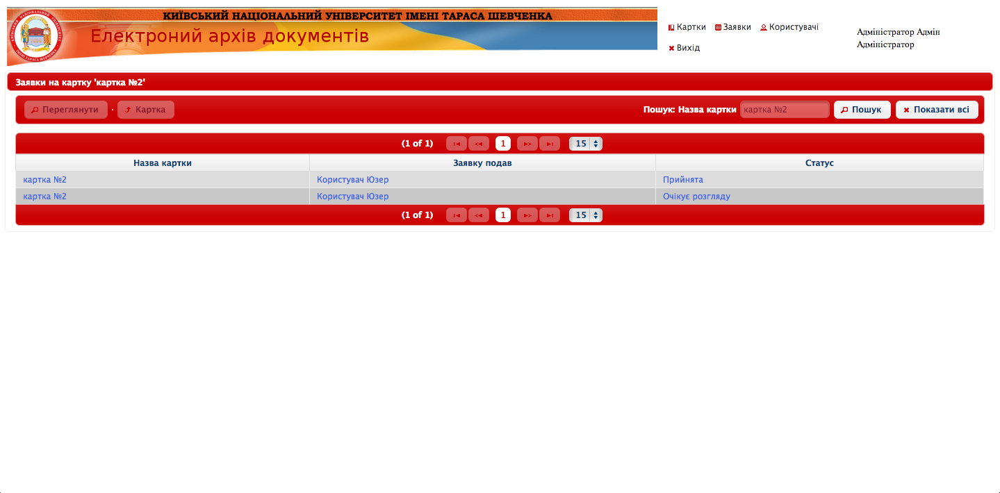 КИЇВСЬКИЙ НАЦІОНАЛЬНИЙ УНІВЕРСИТЕТ ІМЕНІ ТАРАСА ШЕВЧЕНКА
Електроний архів документів
Картки Заявки Користувачі
Вихід
Адміністратор Адмін
Адміністратор
Заявки на картку 'картка №2'
Переглянути · Картка Пошук: Назва картки картка №2 Пошук Показати всі
(1 of 1) 1 15
Назва картки Заявку подав Статус
картка №2 Користувач Юзер Прийнята
картка №2 Користувач Юзер Очікує розгляду
(1 of 1) 1 15